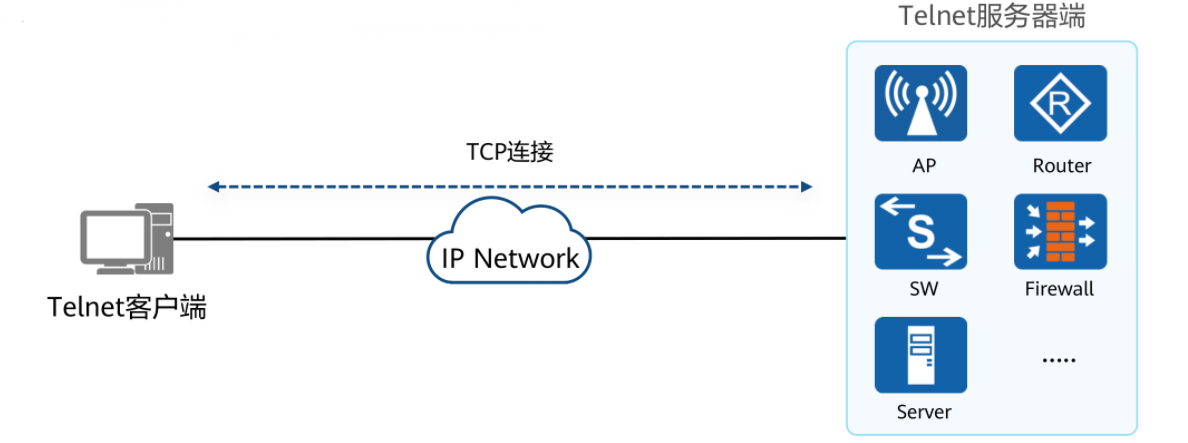 Telnet服务器端
TCP连接
AP
Router
R
IP Network
S
SW
Firewall
Telnet客户端
Server
.....